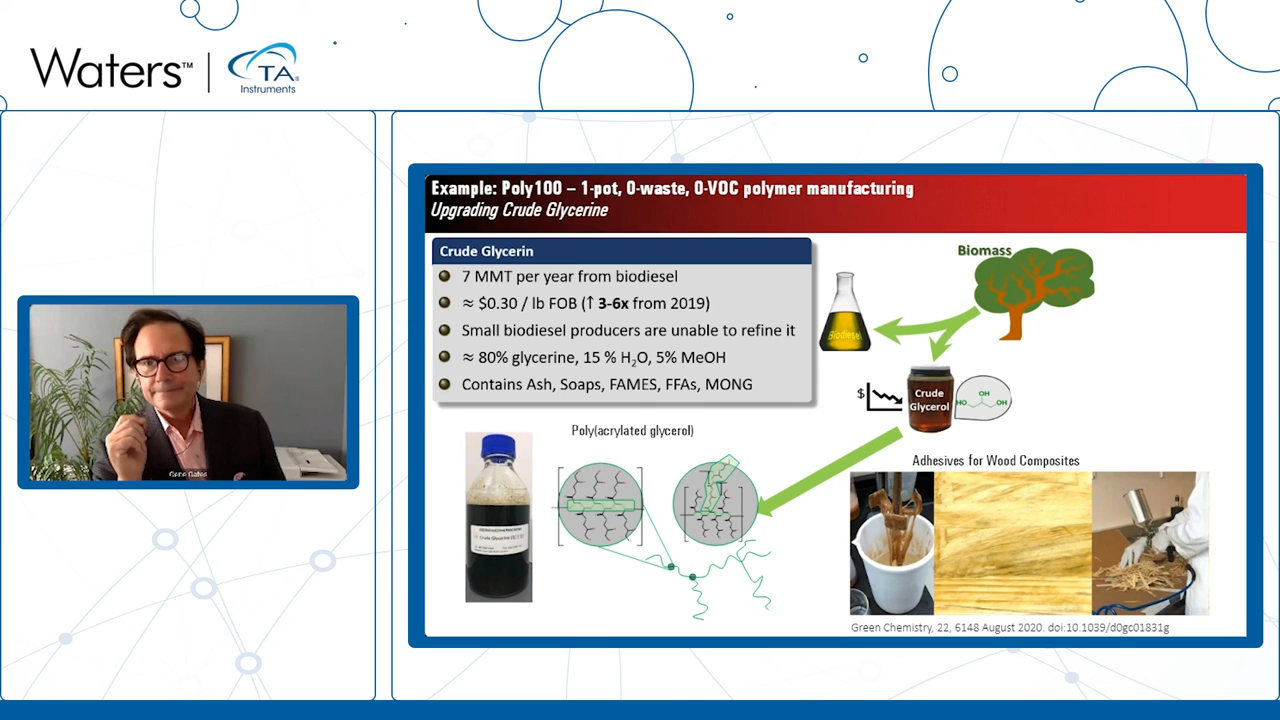 Waters™ | TA® Instruments
Example: Poly100 – 1-pot, 0-waste, 0-VOC polymer manufacturing
Upgrading Crude Glycerine
Crude Glycerin
7 MMT per year from biodiesel
≈ $0.30 / lb FOB (↑ 3-6x from 2019)
Small biodiesel producers are unable to refine it
≈ 80% glycerine, 15 % H₂O, 5% MeOH
Contains Ash, Soaps, FAMES, FFAs, MONG
Biomass
Biodiesel
$
Crude
Glycerol
OH
HO
OH
Poly(acrylated glycerol)
Adhesives for Wood Composites
Green Chemistry, 22, 6148 August 2020. doi:10.1039/d0gc01831g
Gene Gates